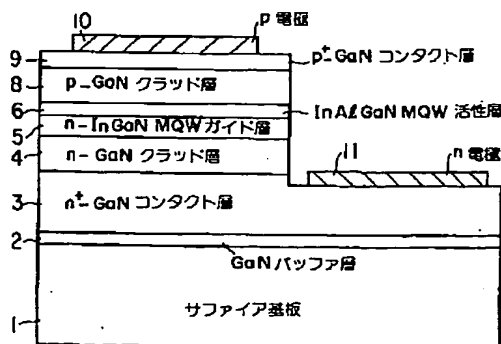 10
p 電極
9
p⁺-GaN コンタクト層
8
p-GaN クラッド層
6
InAlGaN MQW 活性層
5
n-InGaN MQWガイド層
4
n-GaN クラッド層
11
n 電極
3
n⁺-GaN コンタクト層
2
GaN バッファ層
サファイア基板
1